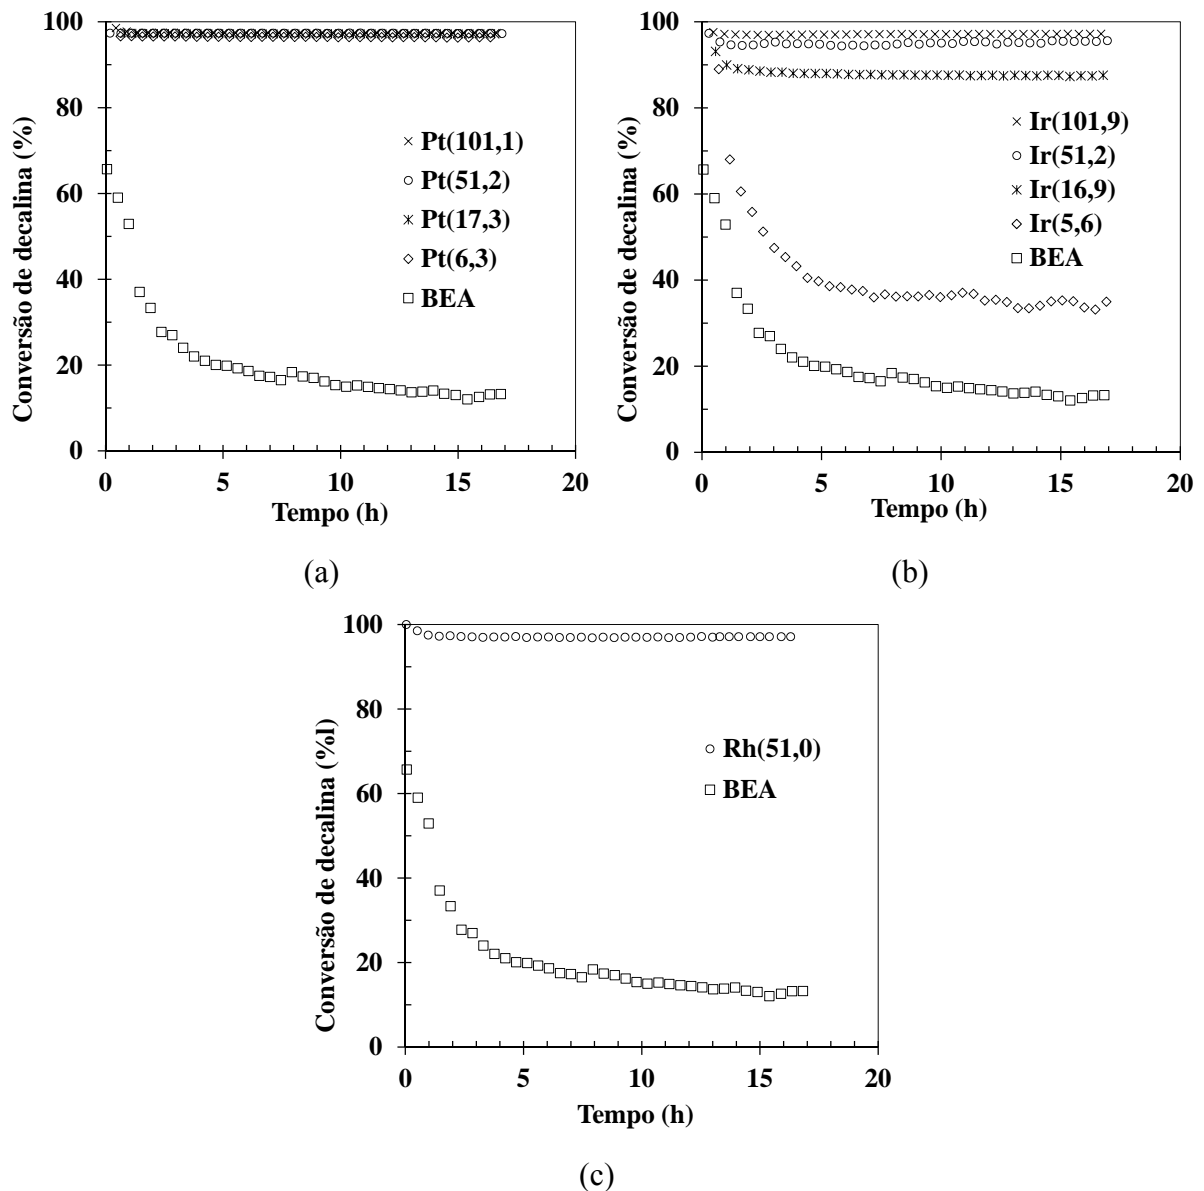 100
80
60
40
20
0
Conversão de decalina (%)
Pt(101,1)
Pt(51,2)
Pt(17,3)
Pt(6,3)
BEA
0 5 10 15 20
Tempo (h)
(a)
100
80
60
40
20
0
Conversão de decalina (%)
Ir(101,9)
Ir(51,2)
Ir(16,9)
Ir(5,6)
BEA
0 5 10 15 20
Tempo (h)
(b)
100
80
60
40
20
0
Conversão de decalina (%l)
Rh(51,0)
BEA
0 5 10 15 20
Tempo (h)
(c)